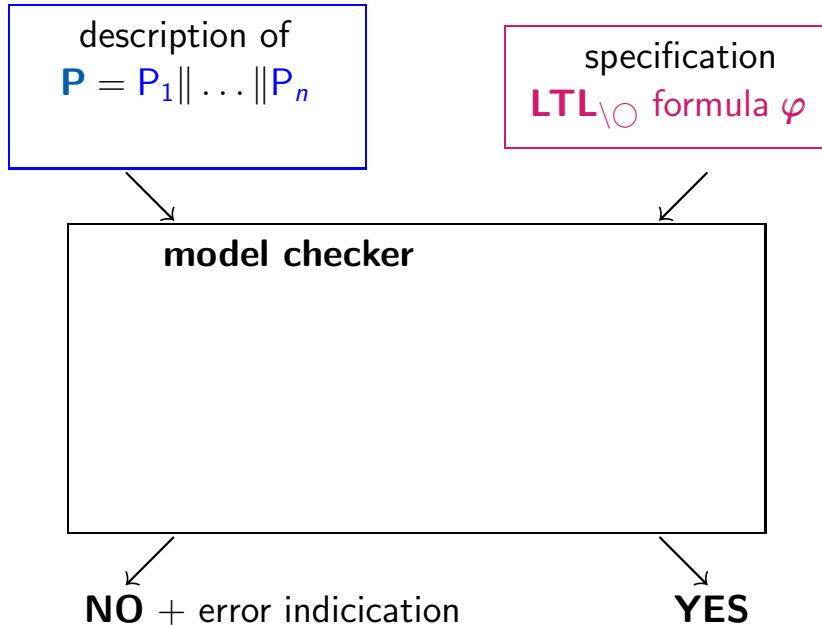 description of
P = P₁‖ . . . ‖Pₙ
specification
LTL\○ formula φ
model checker
NO + error indicication
YES